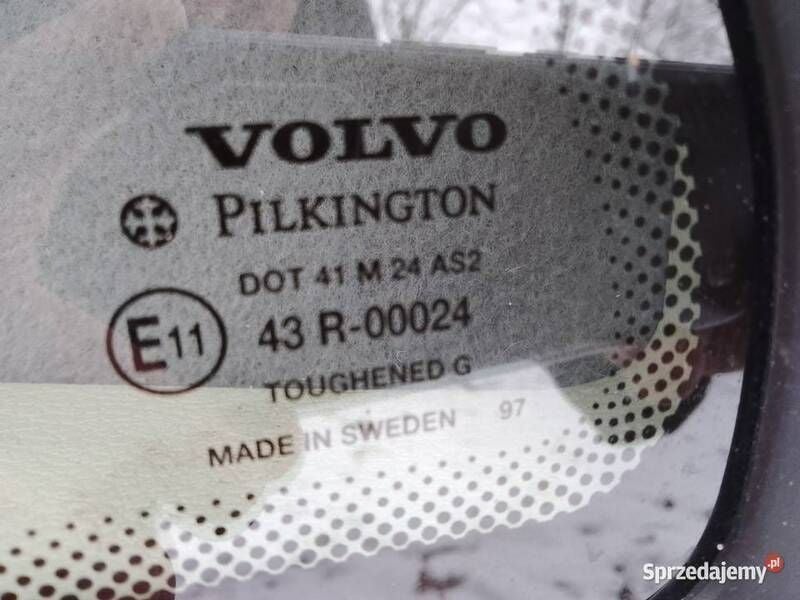 VOLVO
PILKINGTON
DOT 41 M 24 AS2
E11 43 R-00024
TOUGHENED G
MADE IN SWEDEN 97
Sprzedajemy.pl